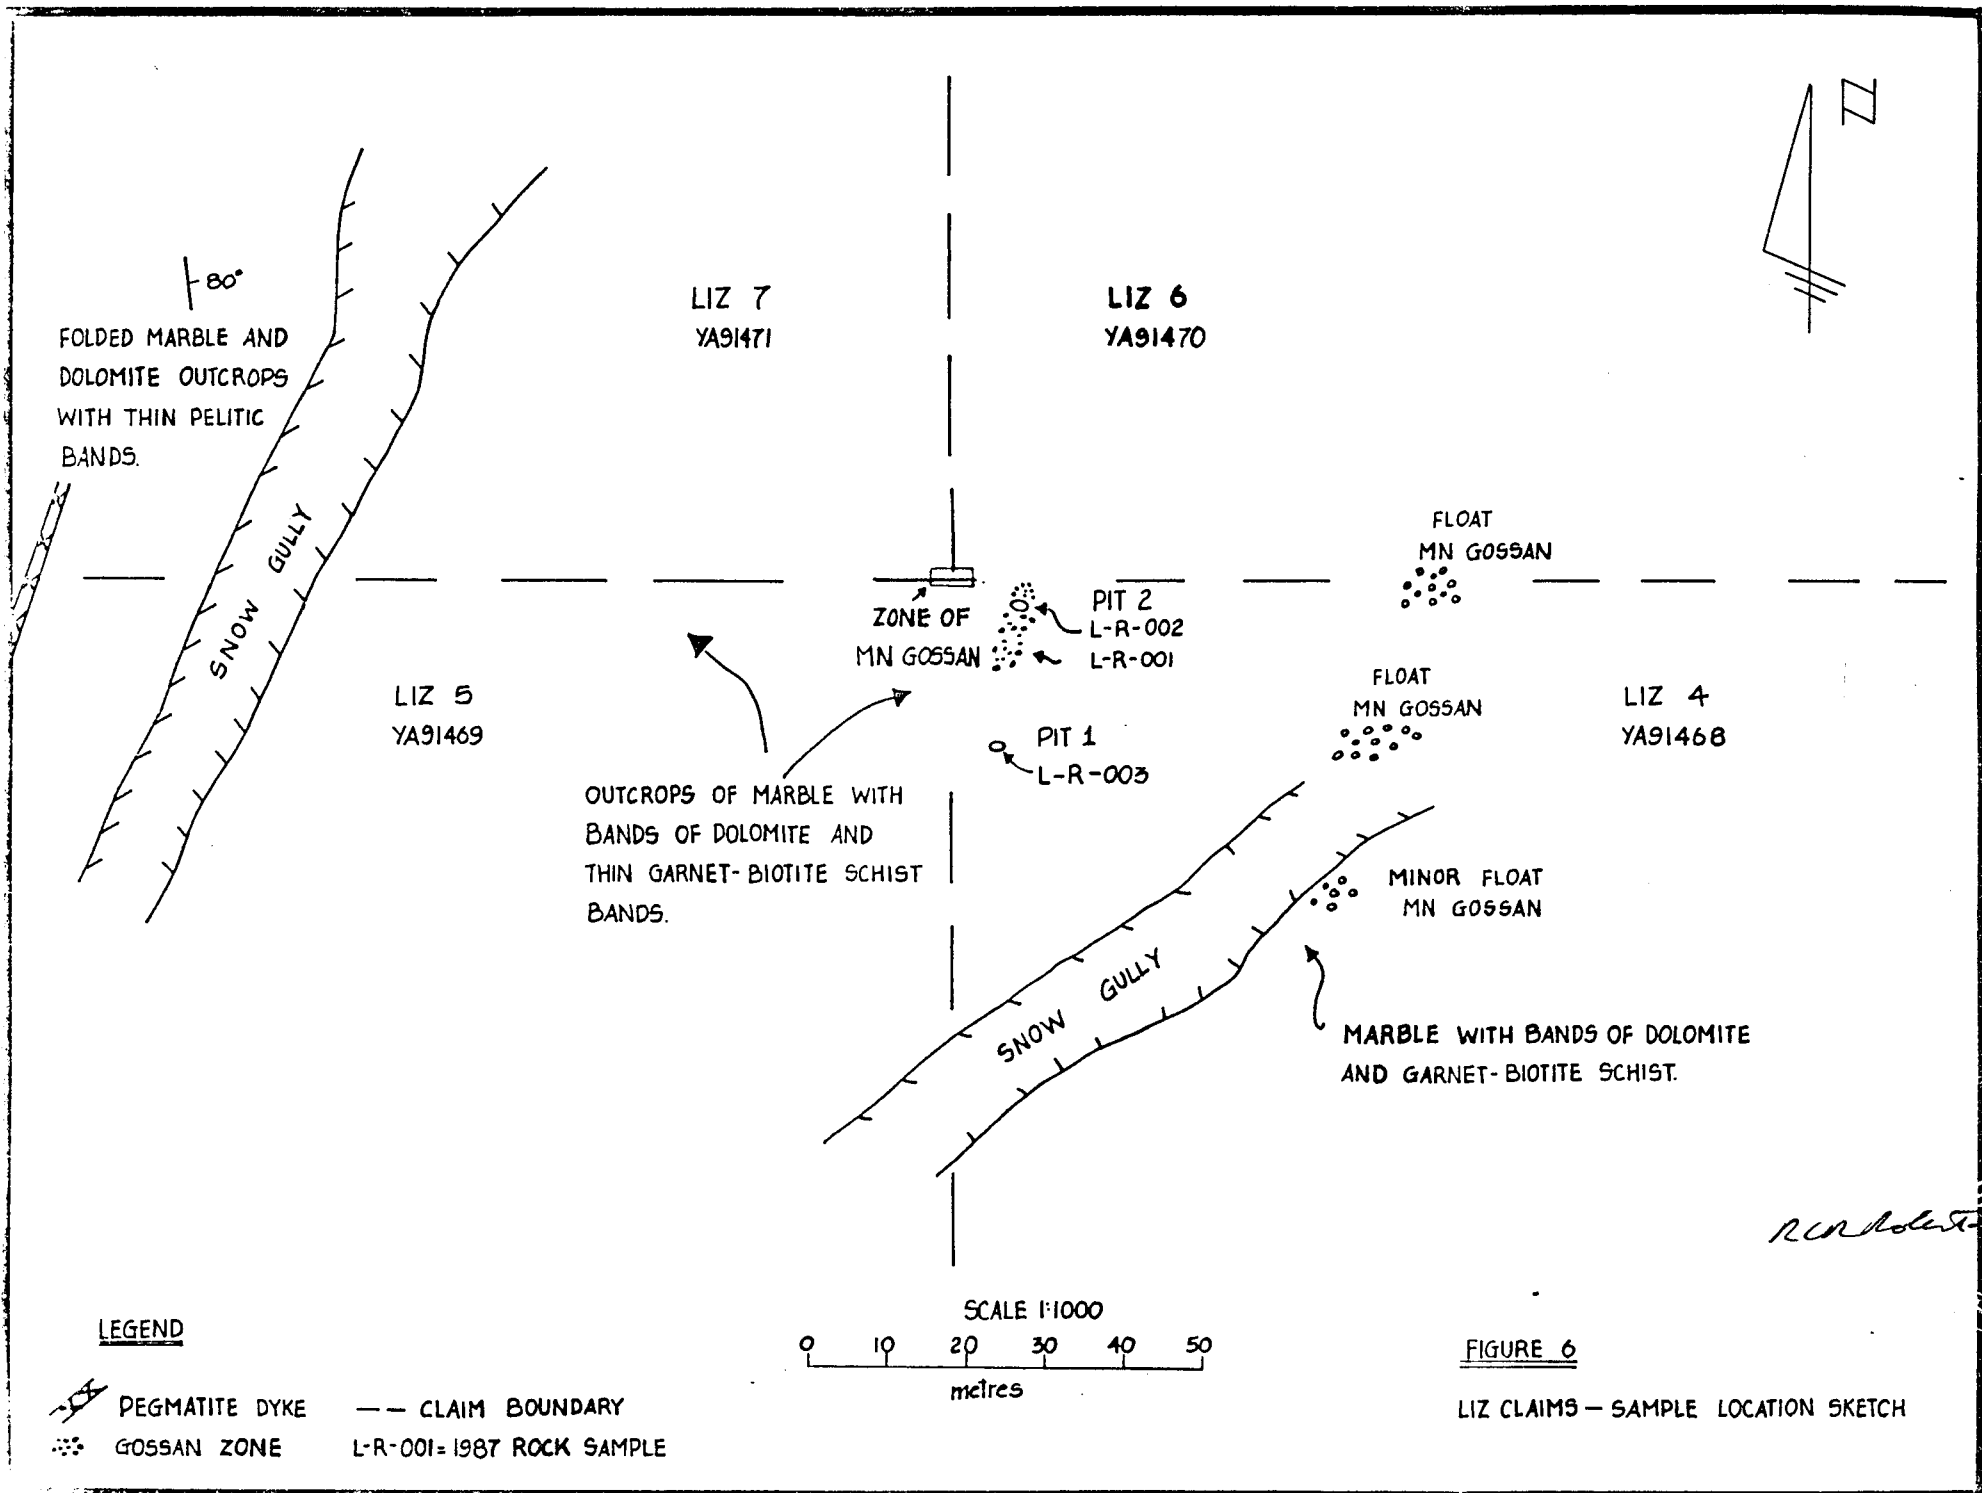 N
80°
FOLDED MARBLE AND
DOLOMITE OUTCROPS
WITH THIN PELITIC
BANDS.
SNOW GULLY
LIZ 7
YA91471
LIZ 6
YA91470
FLOAT
MN GOSSAN
ZONE OF
MN GOSSAN
PIT 2
L-R-002
L-R-001
LIZ 5
YA91469
FLOAT
MN GOSSAN
LIZ 4
YA91468
PIT 1
L-R-003
OUTCROPS OF MARBLE WITH
BANDS OF DOLOMITE AND
THIN GARNET-BIOTITE SCHIST
BANDS.
MINOR FLOAT
MN GOSSAN
SNOW GULLY
MARBLE WITH BANDS OF DOLOMITE
AND GARNET-BIOTITE SCHIST.
SCALE 1:1000
0 10 20 30 40 50
metres
LEGEND
PEGMATITE DYKE
GOSSAN ZONE
-- CLAIM BOUNDARY
L-R-001=1987 ROCK SAMPLE
FIGURE 6
LIZ CLAIMS — SAMPLE LOCATION SKETCH